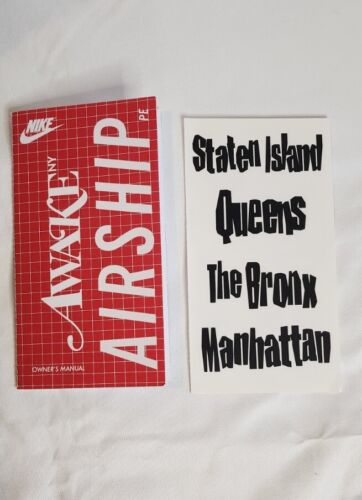 NIKE
AWAKE NY
AIRSHIP PE
OWNER'S MANUAL
Staten Island
Queens
The Bronx
Manhattan